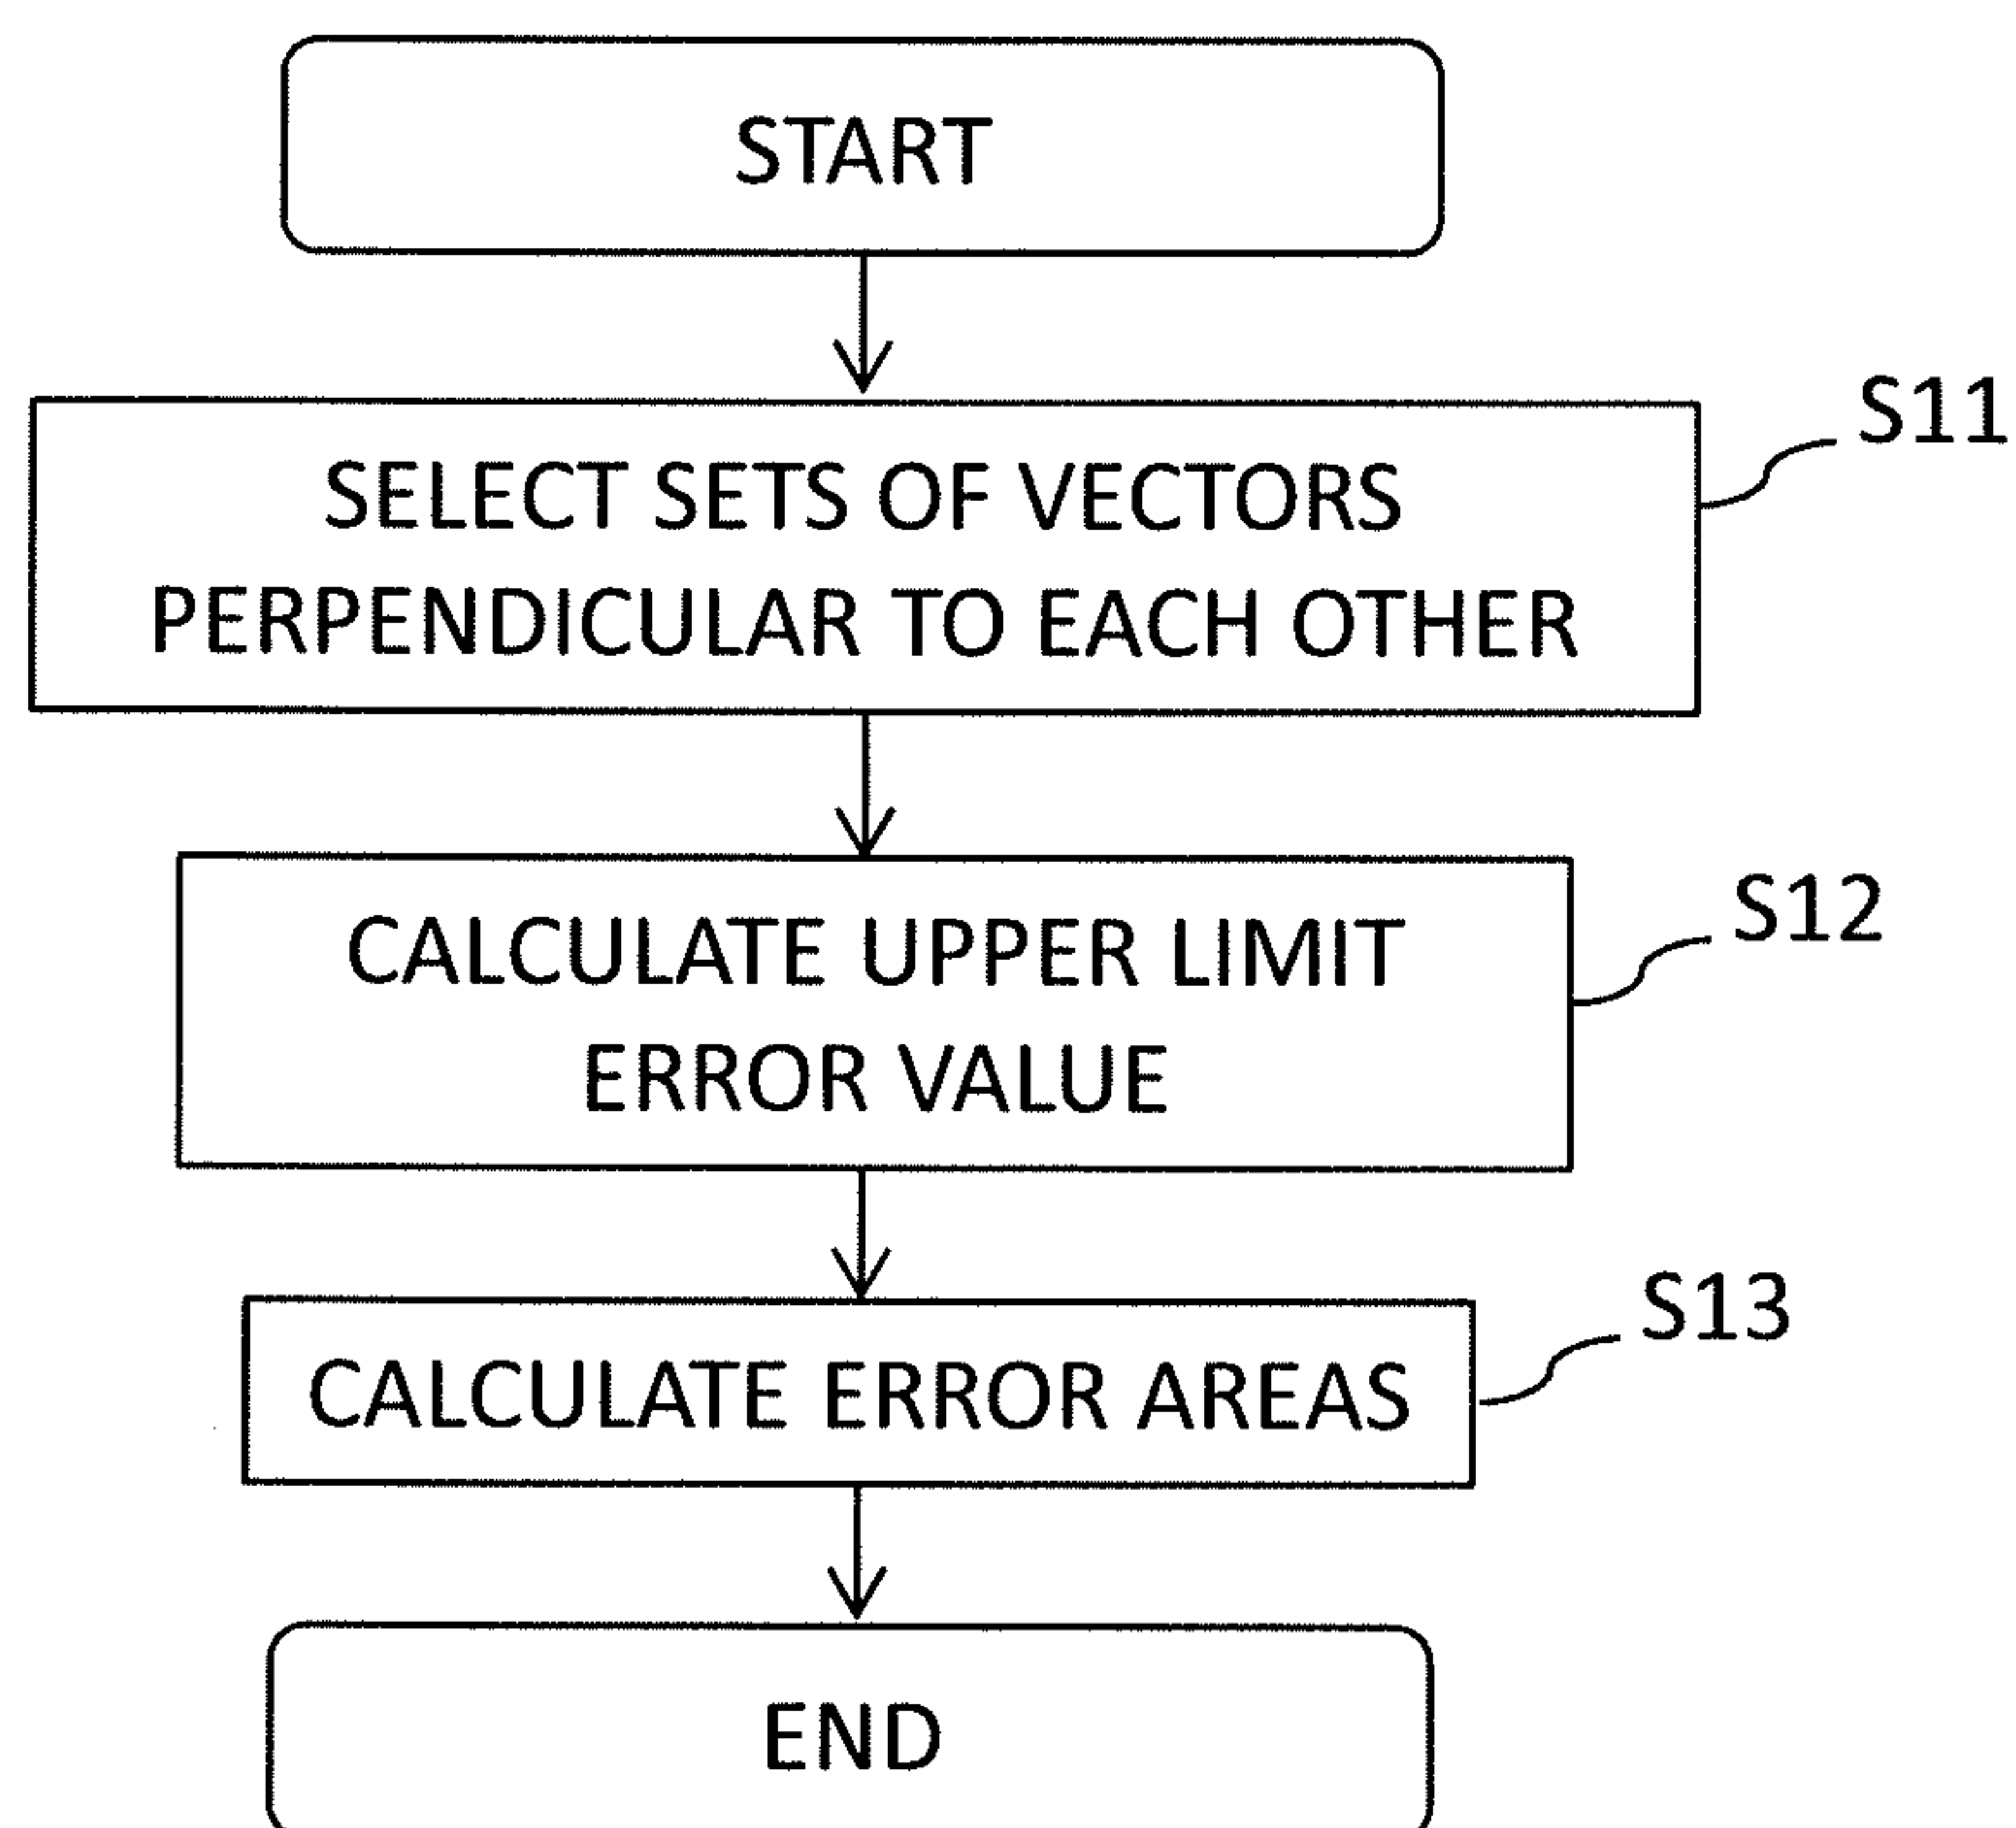 START
S11
SELECT SETS OF VECTORS
PERPENDICULAR TO EACH OTHER
S12
CALCULATE UPPER LIMIT
ERROR VALUE
S13
CALCULATE ERROR AREAS
END